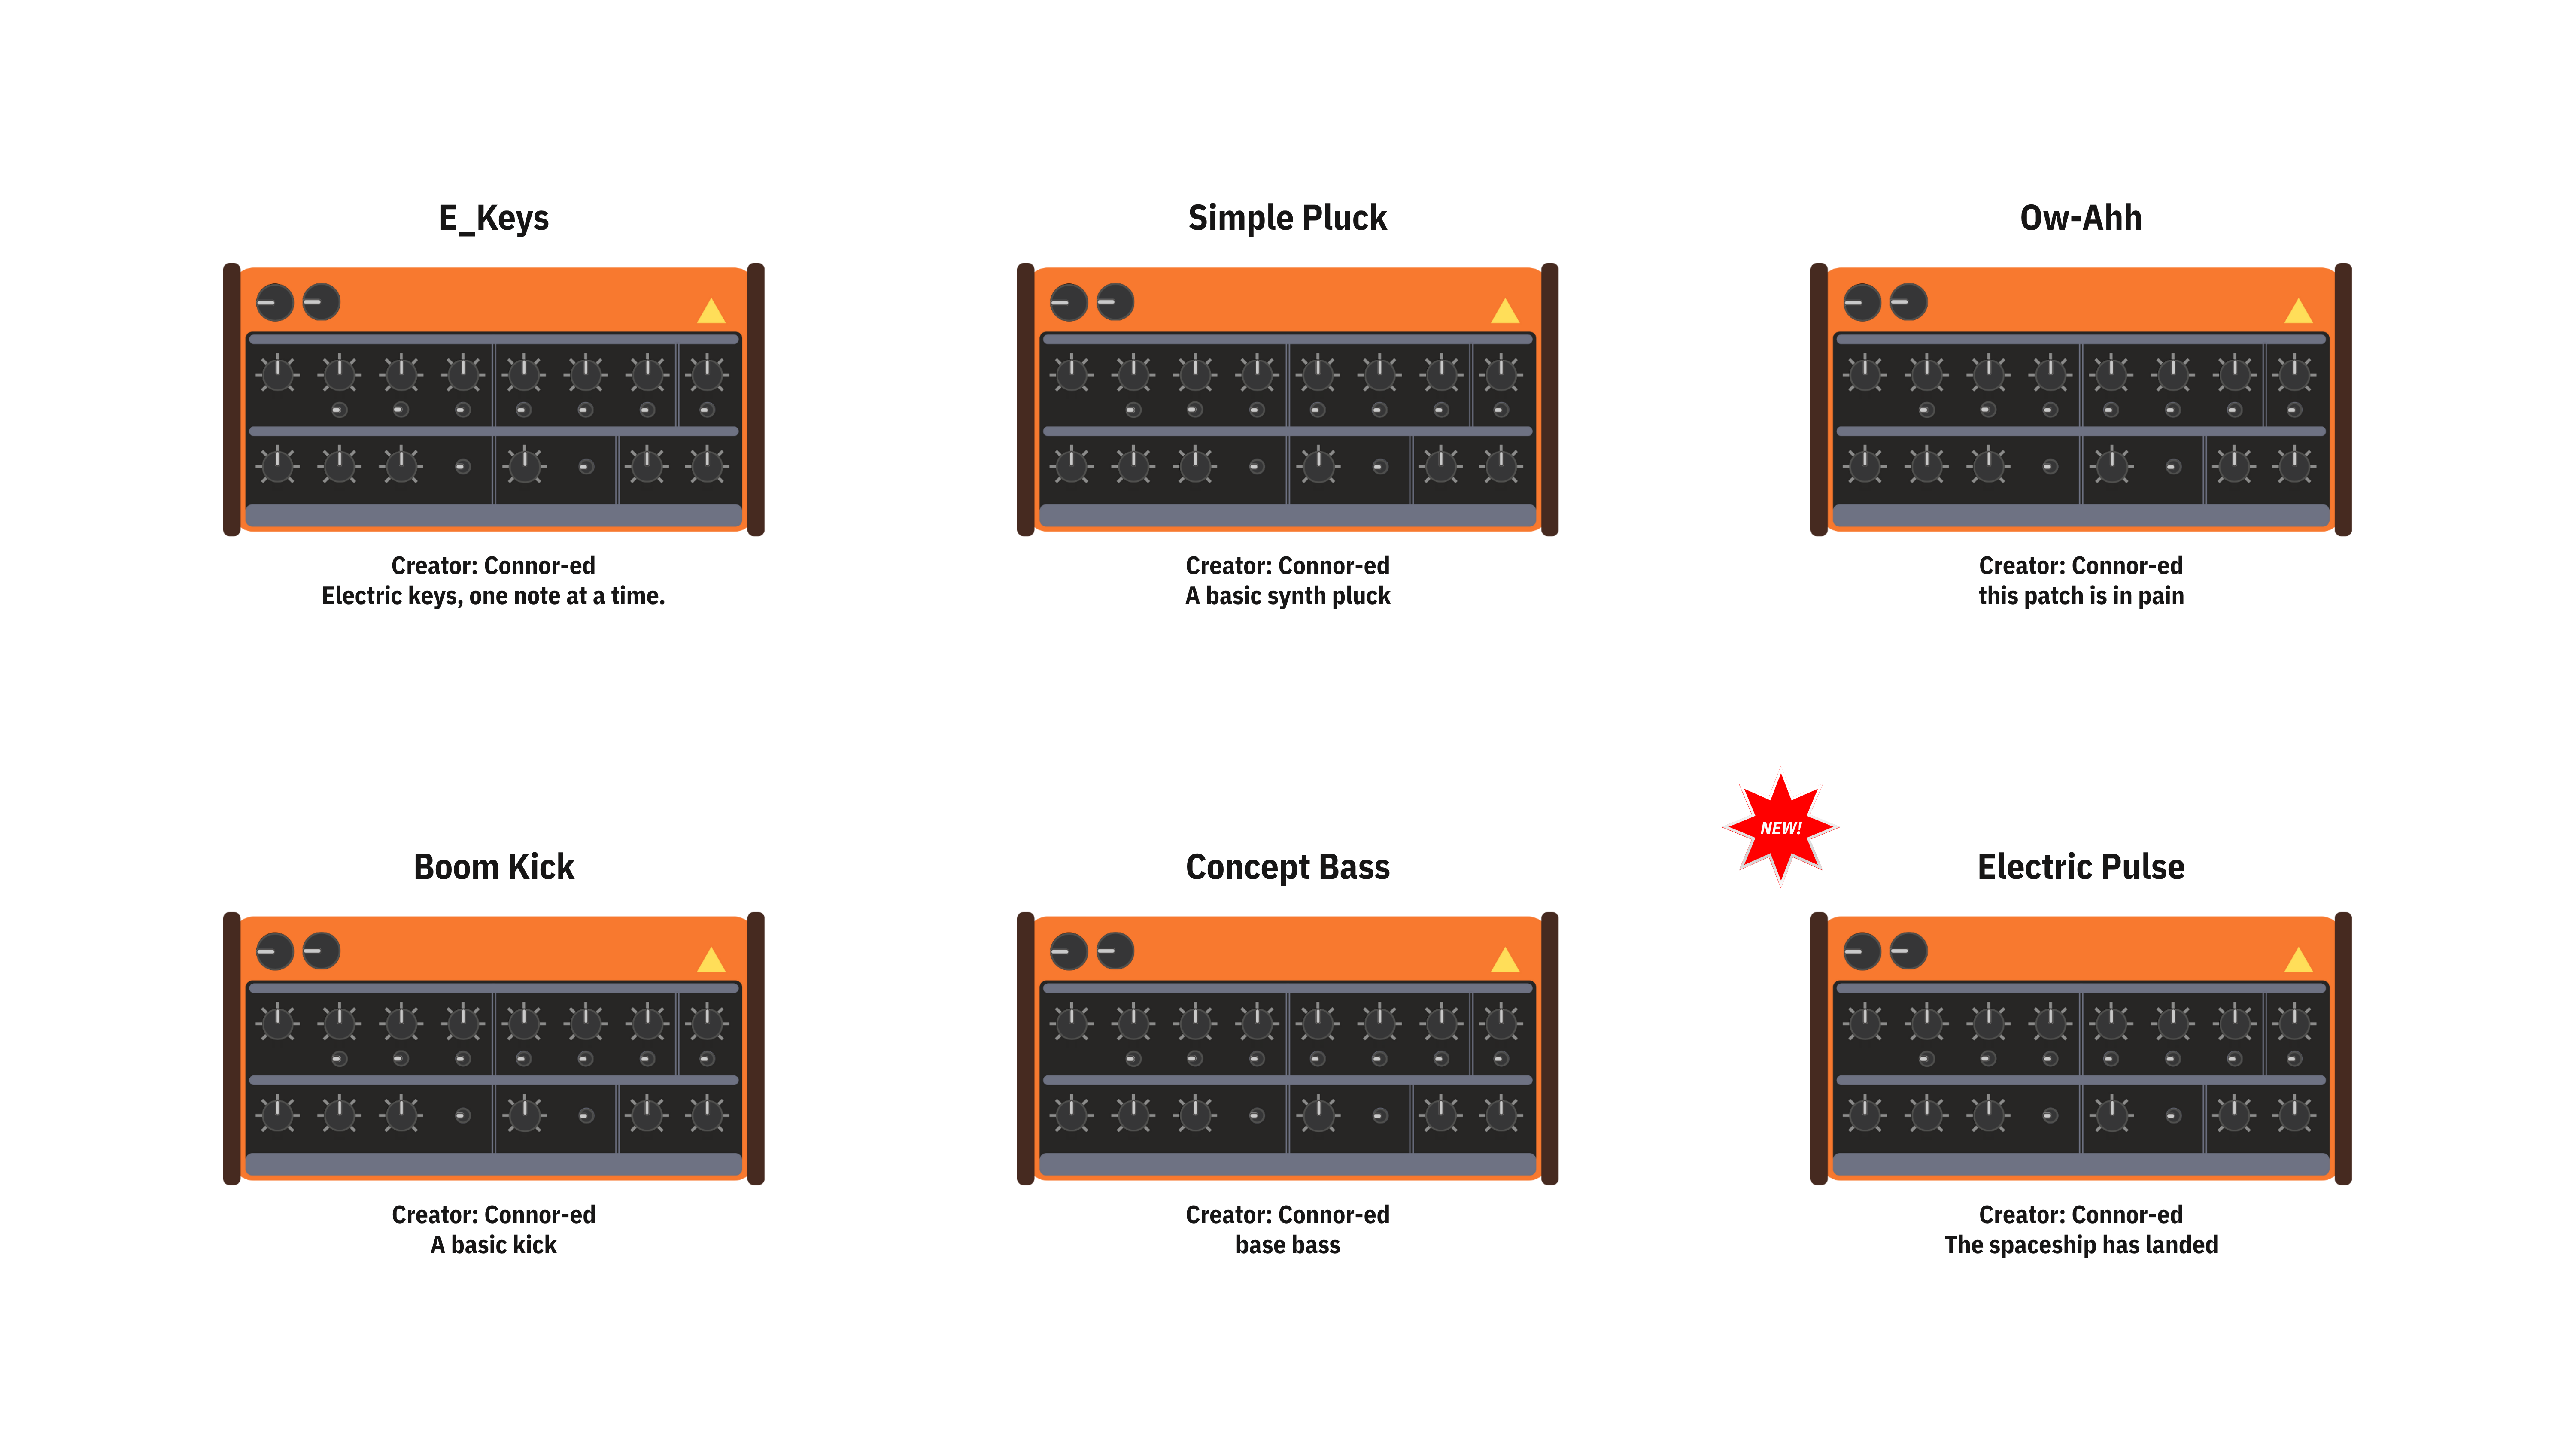 E_Keys
Creator: Connor-ed
Electric keys, one note at a time.
Simple Pluck
Creator: Connor-ed
A basic synth pluck
Ow-Ahh
Creator: Connor-ed
this patch is in pain
Boom Kick
Creator: Connor-ed
A basic kick
Concept Bass
Creator: Connor-ed
base bass
NEW!
Electric Pulse
Creator: Connor-ed
The spaceship has landed